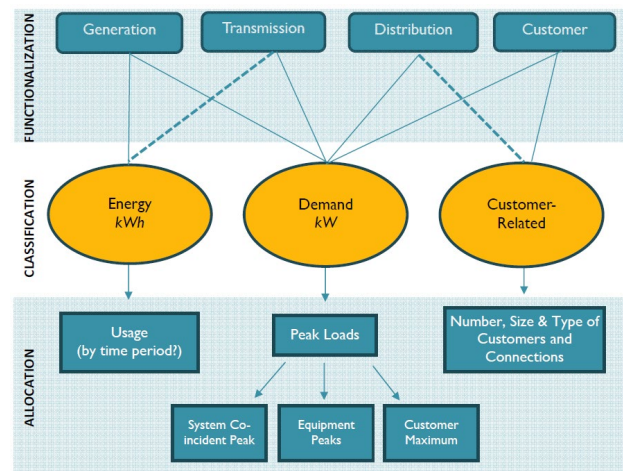 FUNCTIONALIZATION
Generation
Transmission
Distribution
Customer
CLASSIFICATION
Energy
kWh
Demand
kW
Customer-
Related
ALLOCATION
Usage
(by time period?)
Peak Loads
Number, Size & Type of
Customers and
Connections
System Co-
incident Peak
Equipment
Peaks
Customer
Maximum